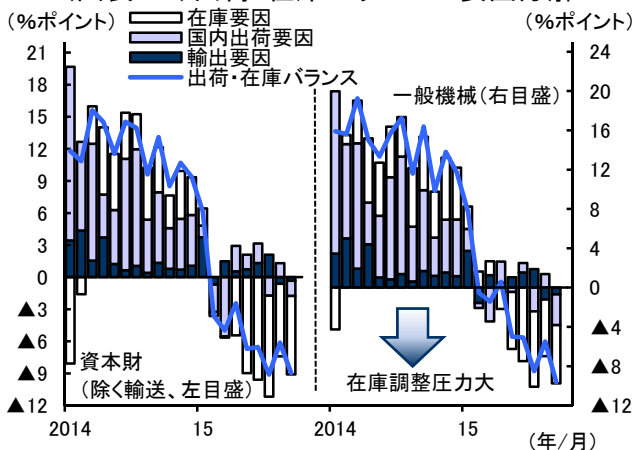 (％ポイント)
(％ポイント)
在庫要因
国内出荷要因
輸出要因
出荷・在庫バランス
一般機械(右目盛)
21
18
15
12
9
6
3
0
▲3
▲6
▲9
▲12
24
20
16
12
8
4
0
▲4
▲8
▲12
資本財
(除く輸送、左目盛)
在庫調整圧力大
2014
15
2014
15
(年/月)